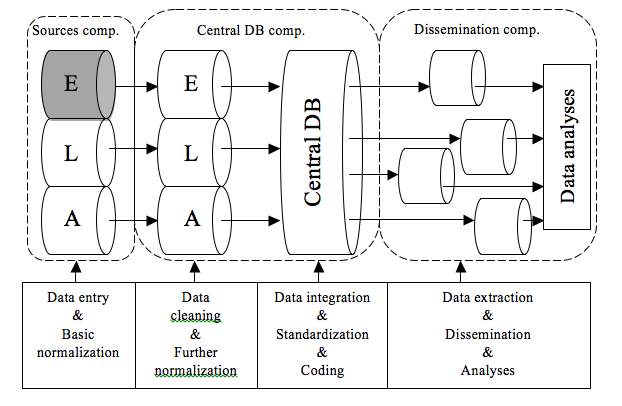 Sources comp.
Central DB comp.
Dissemination comp.
E
E
L
L
A
A
Central DB
Data analyses
Data entry
&
Basic
normalization
Data
cleaning
&
Further
normalization
Data integration
&
Standardization
&
Coding
Data extraction
&
Dissemination
&
Analyses